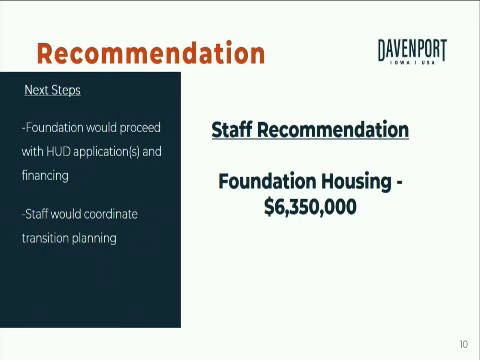 Recommendation
DAVENPORT
IOWA | USA
Next Steps
-Foundation would proceed
with HUD application(s) and
financing
-Staff would coordinate
transition planning
Staff Recommendation
Foundation Housing -
$6,350,000
10